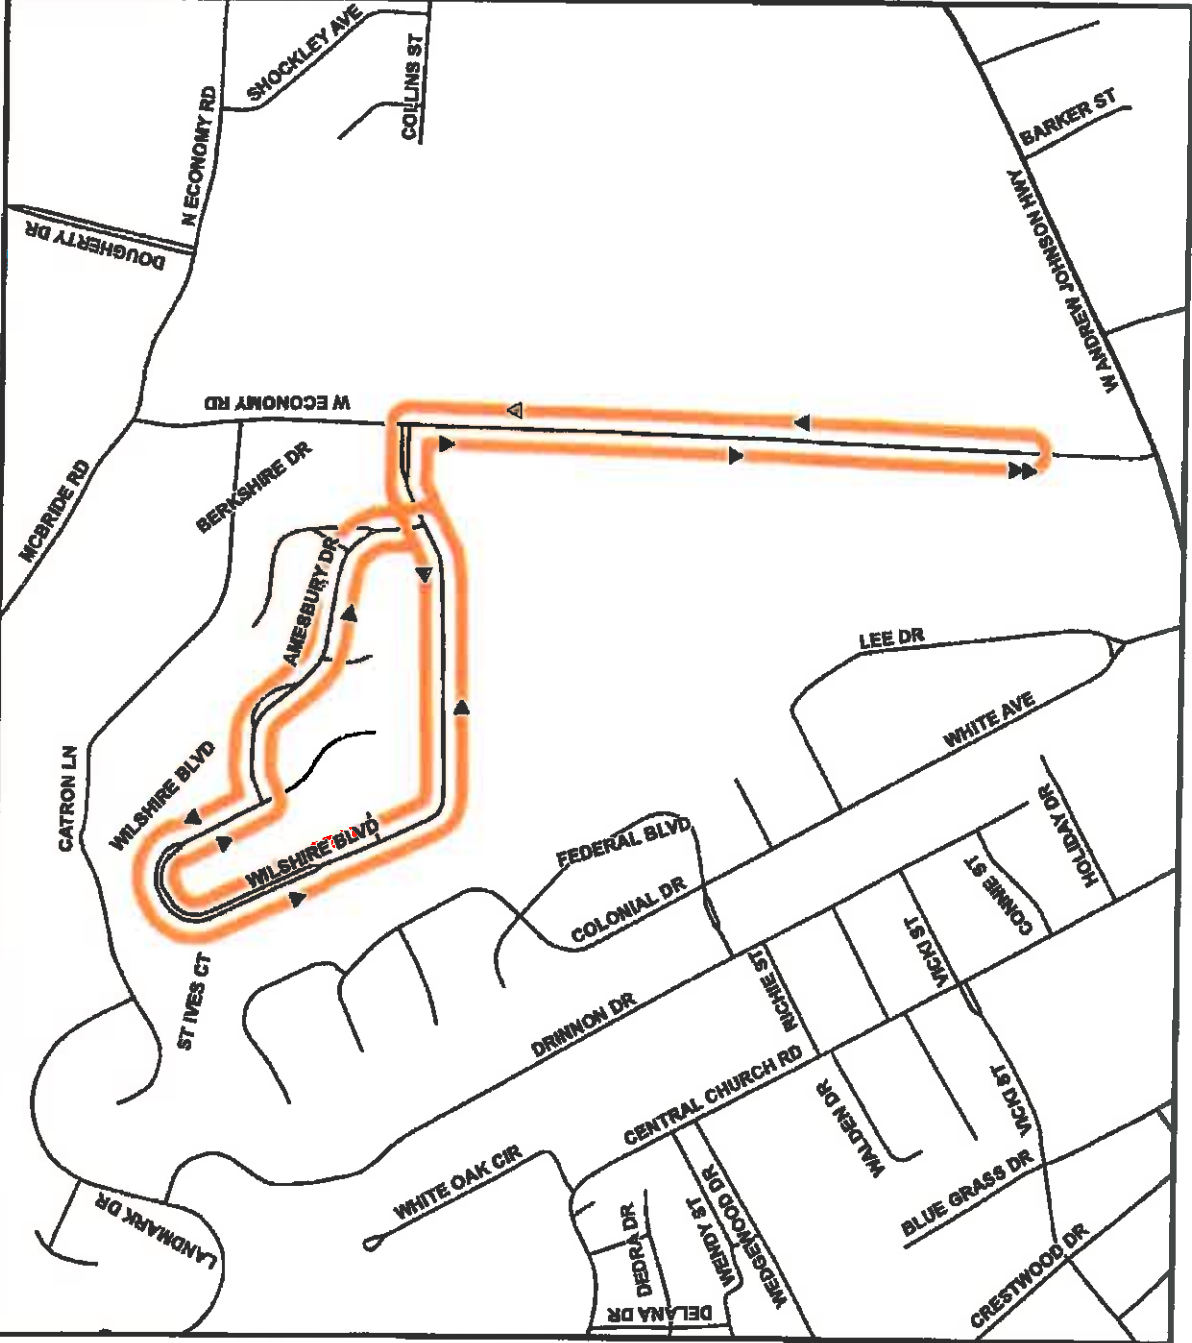 SHOCKLEY AVE
COLLINS ST
N ECONOMY RD
BARKER ST
W ANDREW JOHNSON HWY
DOUGHERTY DR
W ECONOMY RD
MCBRIDE RD
BERKSHIRE DR
AMESBURY DR
LEE DR
WHITE AVE
CATRON LN
WILSHIRE BLVD
WILSHIRE BLVD
FEDERAL BLVD
HOLIDAY DR
CONNIE ST
COLONIAL DR
VICKI ST
RICHIE ST
ST IVES CT
DRINNON DR
CENTRAL CHURCH RD
VICKI ST
WALDEN DR
WHITE OAK CIR
BLUE GRASS DR
LANDMARK DR
DEDRA DR
WENDY ST
WEDGEWOOD DR
CRESTWOOD DR
DELANA DR